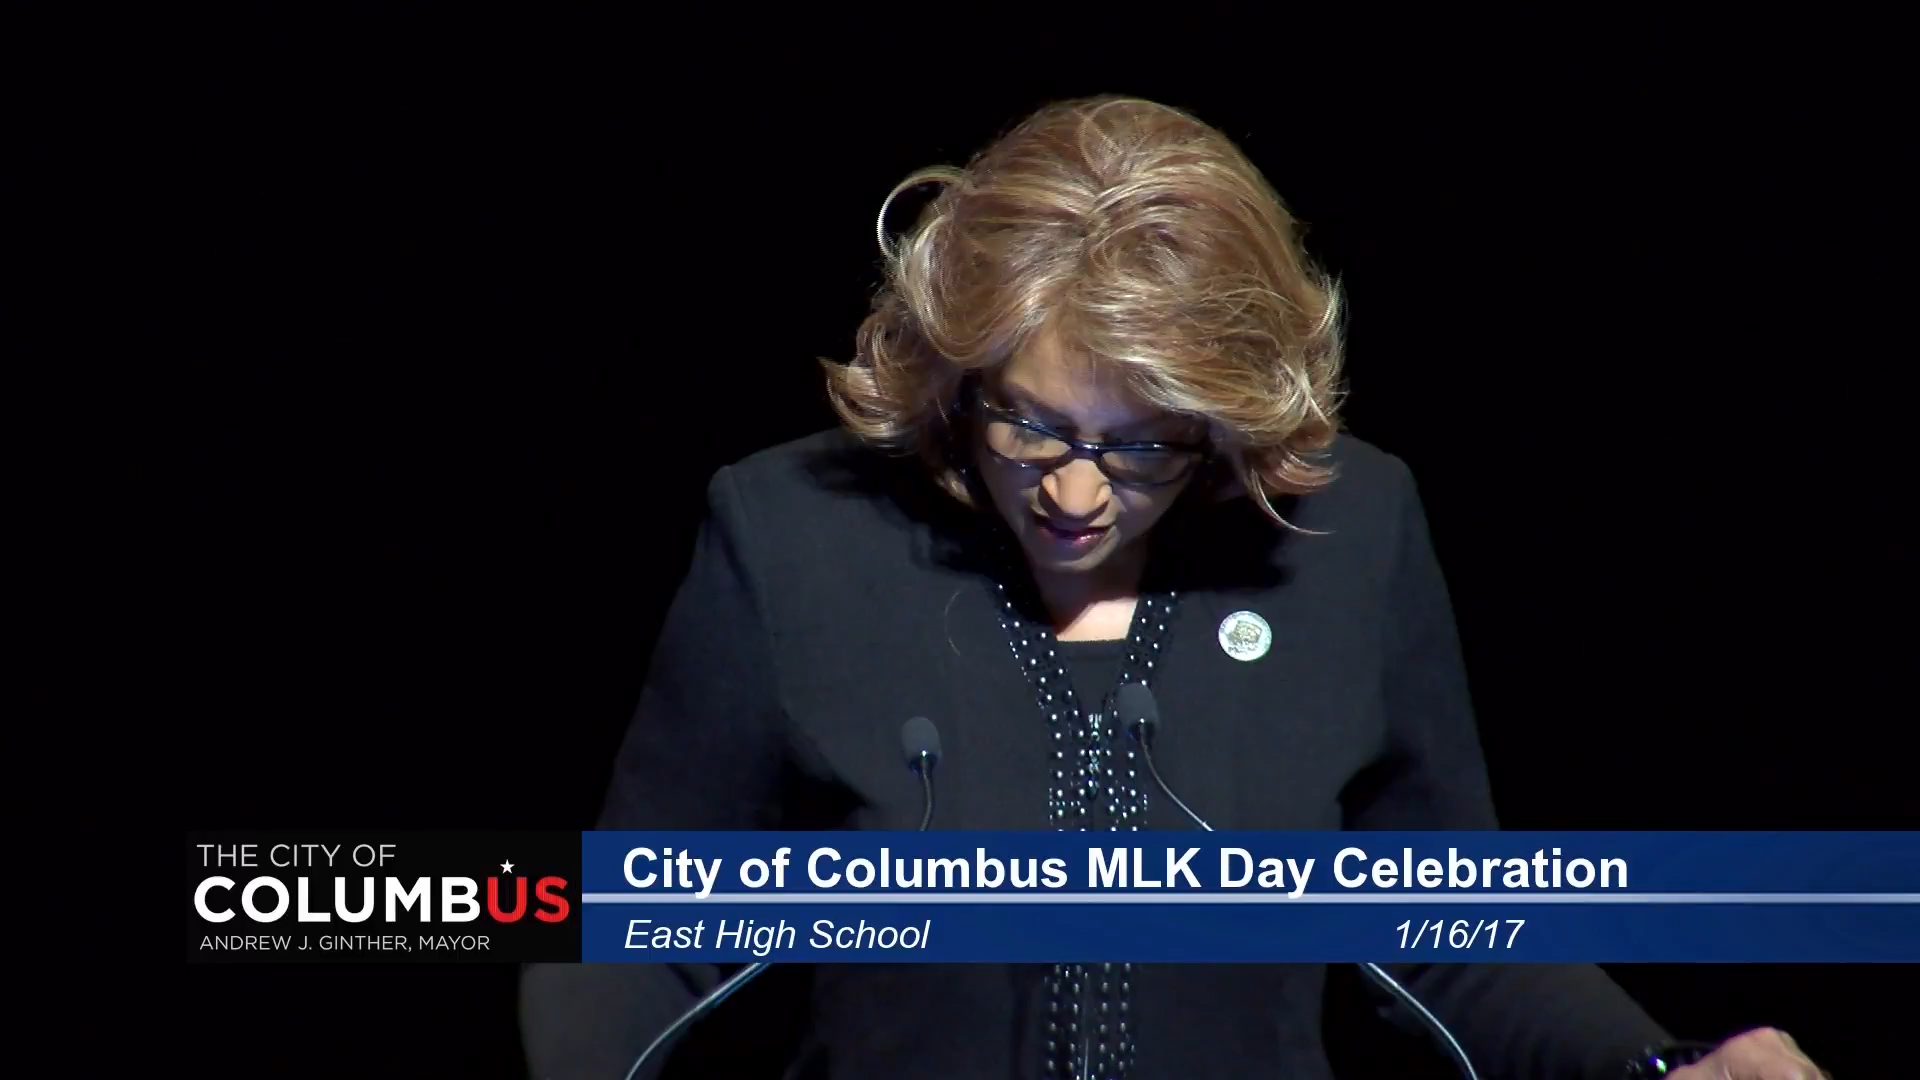 THE CITY OF
COLUMBUS
ANDREW J. GINTHER, MAYOR
City of Columbus MLK Day Celebration
East High School 1/16/17